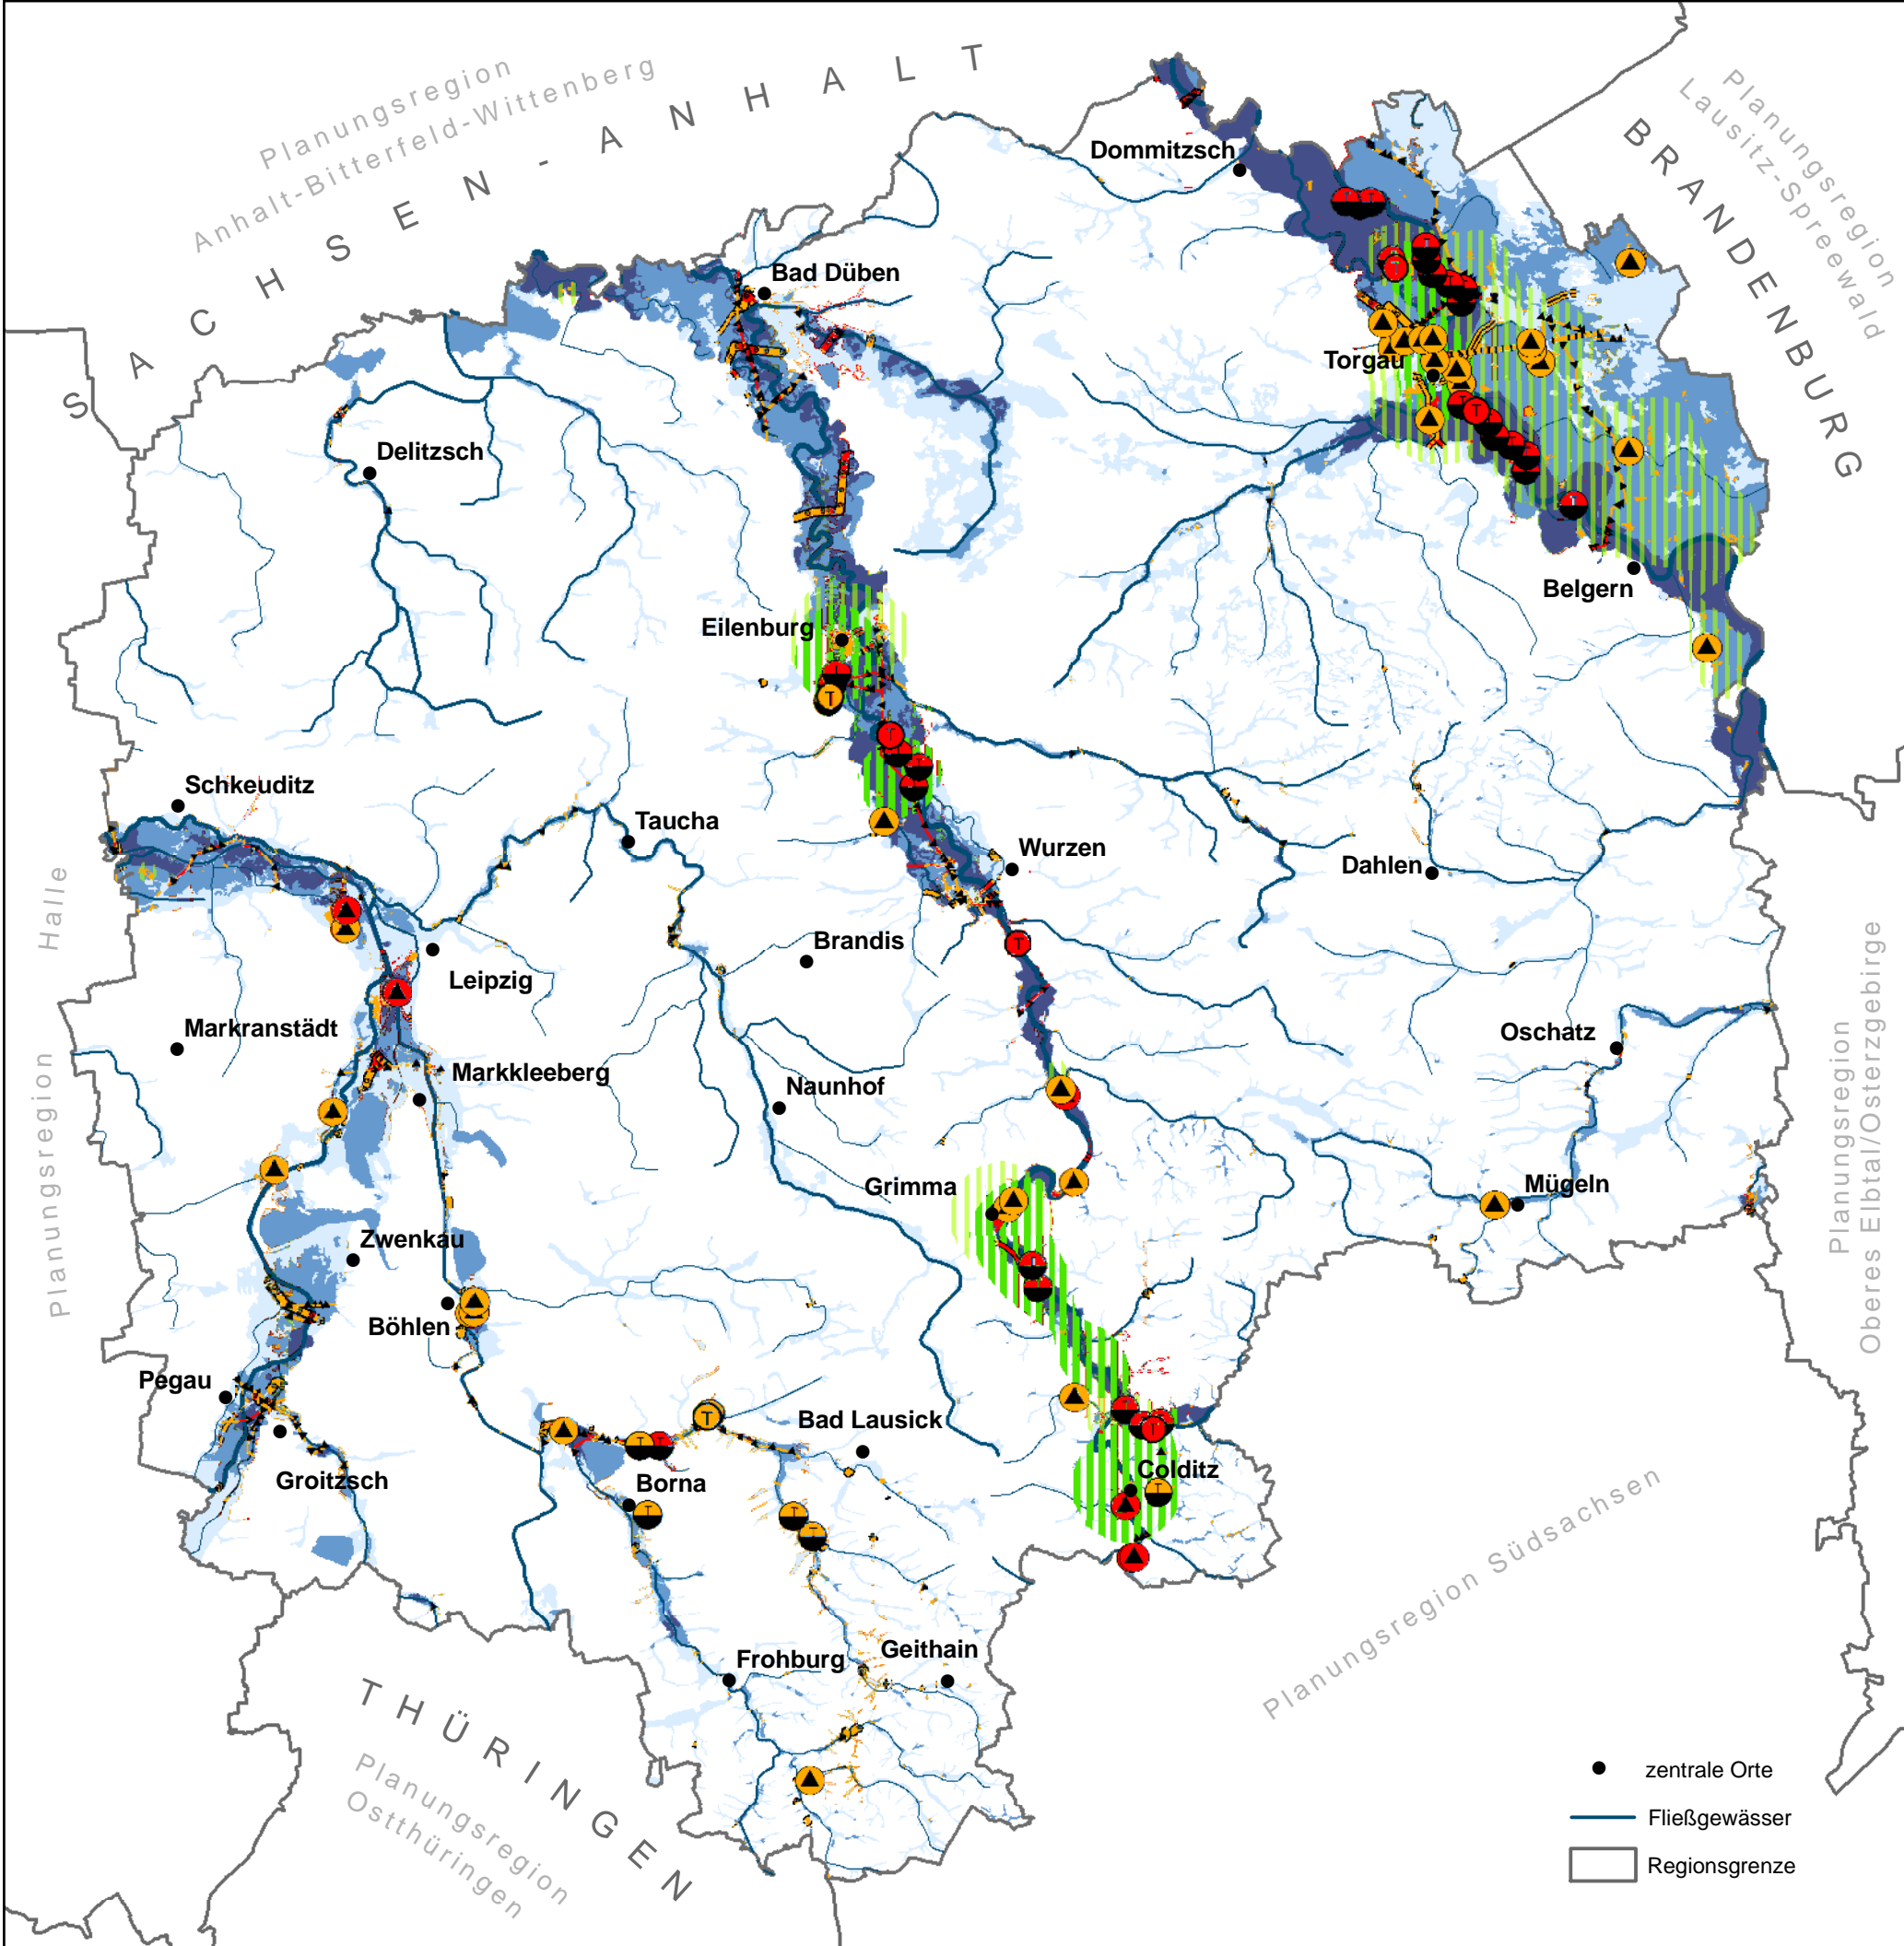 Planungsregion
Anhalt-Bitterfeld-Wittenberg
SACHSEN-ANHALT
Planungsregion
Lausitz-Spreewald
BRANDENBURG
Dommitzsch
Bad Düben
Torgau
Delitzsch
Belgern
Eilenburg
Schkeuditz
Taucha
Wurzen
Dahlen
Planungsregion Halle
Brandis
Leipzig
Markranstädt
Oschatz
Markkleeberg
Naunhof
Planungsregion
Oberes Elbtal/Osterzgebirge
Grimma
Mügeln
Zwenkau
Böhlen
Pegau
Bad Lausick
Groitzsch
Borna
Colditz
Planungsregion Südsachsen
Frohburg
Geithain
THÜRINGEN
Planungsregion
Ostthüringen
zentrale Orte
Fließgewässer
Regionsgrenze
T
T
T
T
T
T
T
T
T
T
T
T
T
T